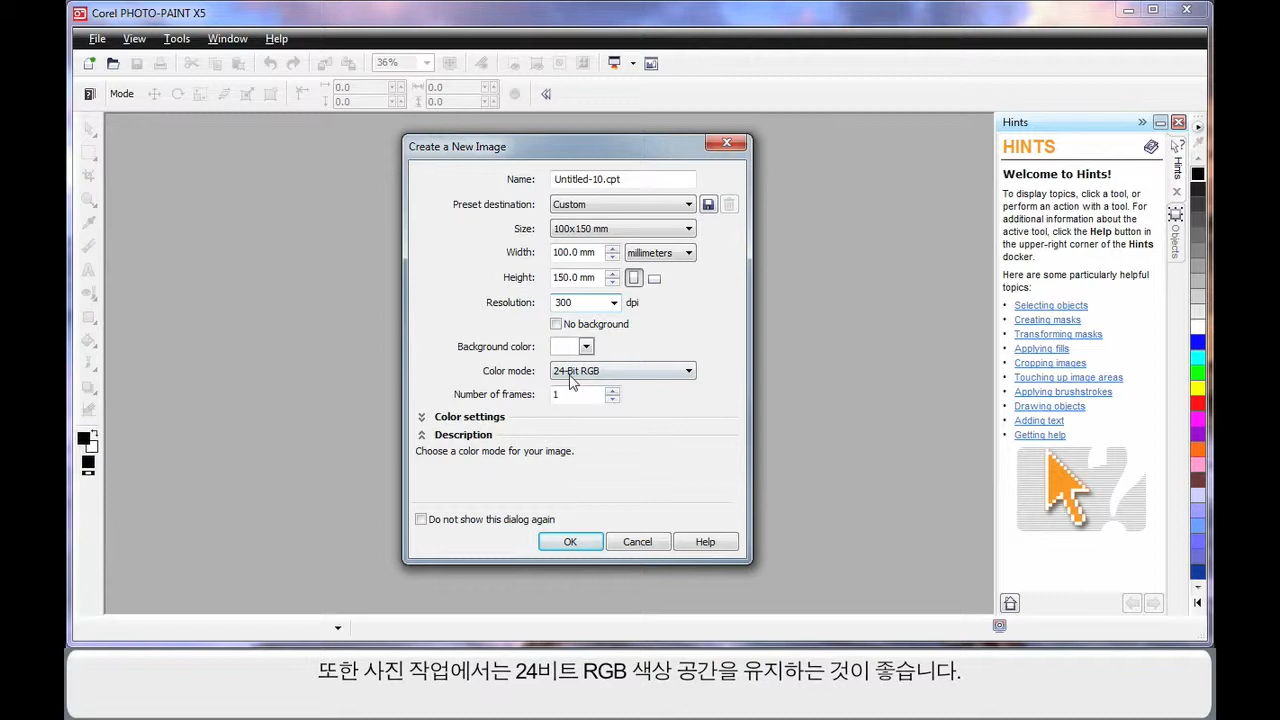 Corel PHOTO-PAINT X5
File View Tools Window Help
36%
Mode 0.0 0.0
0.0 0.0
Create a New Image
Name: Untitled-10.cpt
Preset destination: Custom
Size: 100x150 mm
Width: 100.0 mm millimeters
Height: 150.0 mm
Resolution: 300 dpi
No background
Background color:
Color mode: 24-Bit RGB
Number of frames: 1
Color settings
Description
Choose a color mode for your image.
Do not show this dialog again
OK Cancel Help
Hints
HINTS
Welcome to Hints!
To display topics, click a tool, or
perform an action with a tool. For
additional information about the
active tool, click the Help button in
the upper-right corner of the Hints
docker.
Here are some particularly helpful
topics:
• Selecting objects
• Creating masks
• Transforming masks
• Applying fills
• Cropping images
• Touching up image areas
• Applying brushstrokes
• Drawing objects
• Adding text
• Getting help
Hints
Objects
또한 사진 작업에서는 24비트 RGB 색상 공간을 유지하는 것이 좋습니다.